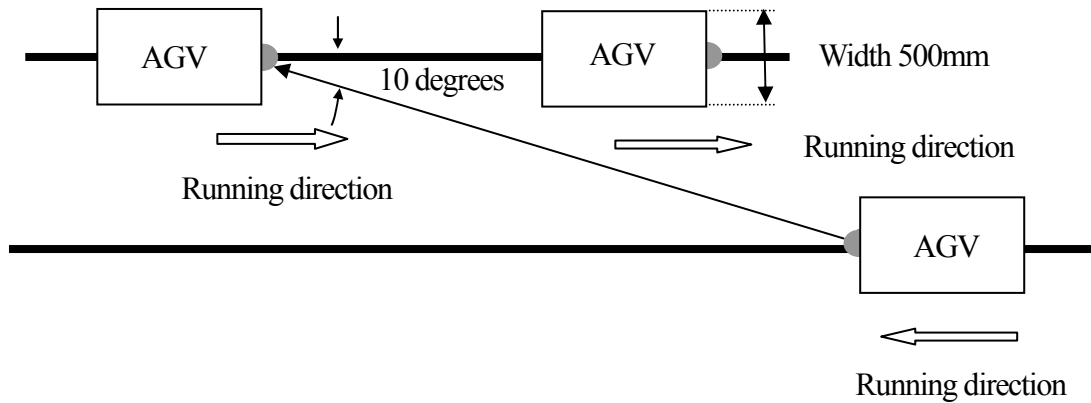 AGV
AGV
Width 500mm
10 degrees
Running direction
Running direction
AGV
Running direction